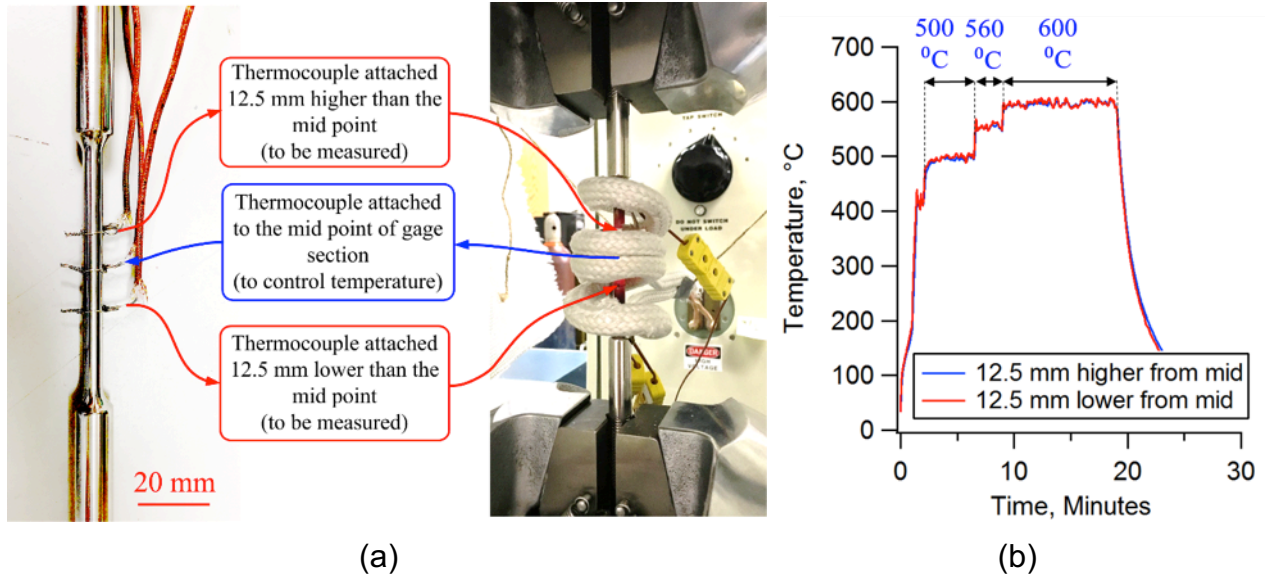 Thermocouple attached
12.5 mm higher than the
mid point
(to be measured)
Thermocouple attached
to the mid point of gage
section
(to control temperature)
Thermocouple attached
12.5 mm lower than the
mid point
(to be measured)
20 mm
TOP SWITCH
DO NOT SWITCH
UNDER LOAD
DANGER
HIGH
VOLTAGE
(a)
500 560 600
⁰C ⁰C ⁰C
700
600
500
400
300
200
100
0
Temperature, °C
12.5 mm higher from mid
12.5 mm lower from mid
0 10 20 30
Time, Minutes
(b)